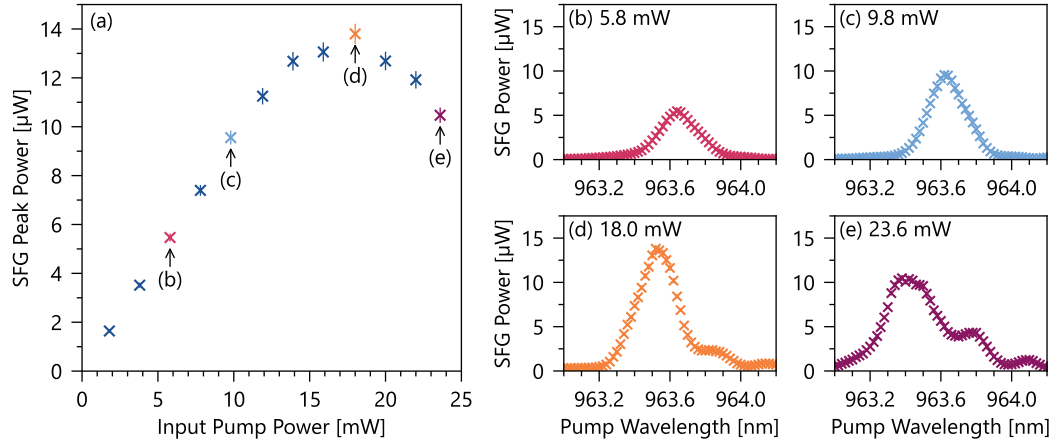 (a)
SFG Peak Power [µW]
14
12
10
8
6
4
2
0
(b)
(c)
(d)
(e)
0 5 10 15 20 25
Input Pump Power [mW]
(b) 5.8 mW
SFG Power [µW]
15
10
5
0
963.2 963.6 964.0
(c) 9.8 mW
15
10
5
0
963.2 963.6 964.0
(d) 18.0 mW
SFG Power [µW]
15
10
5
0
963.2 963.6 964.0
Pump Wavelength [nm]
(e) 23.6 mW
15
10
5
0
963.2 963.6 964.0
Pump Wavelength [nm]